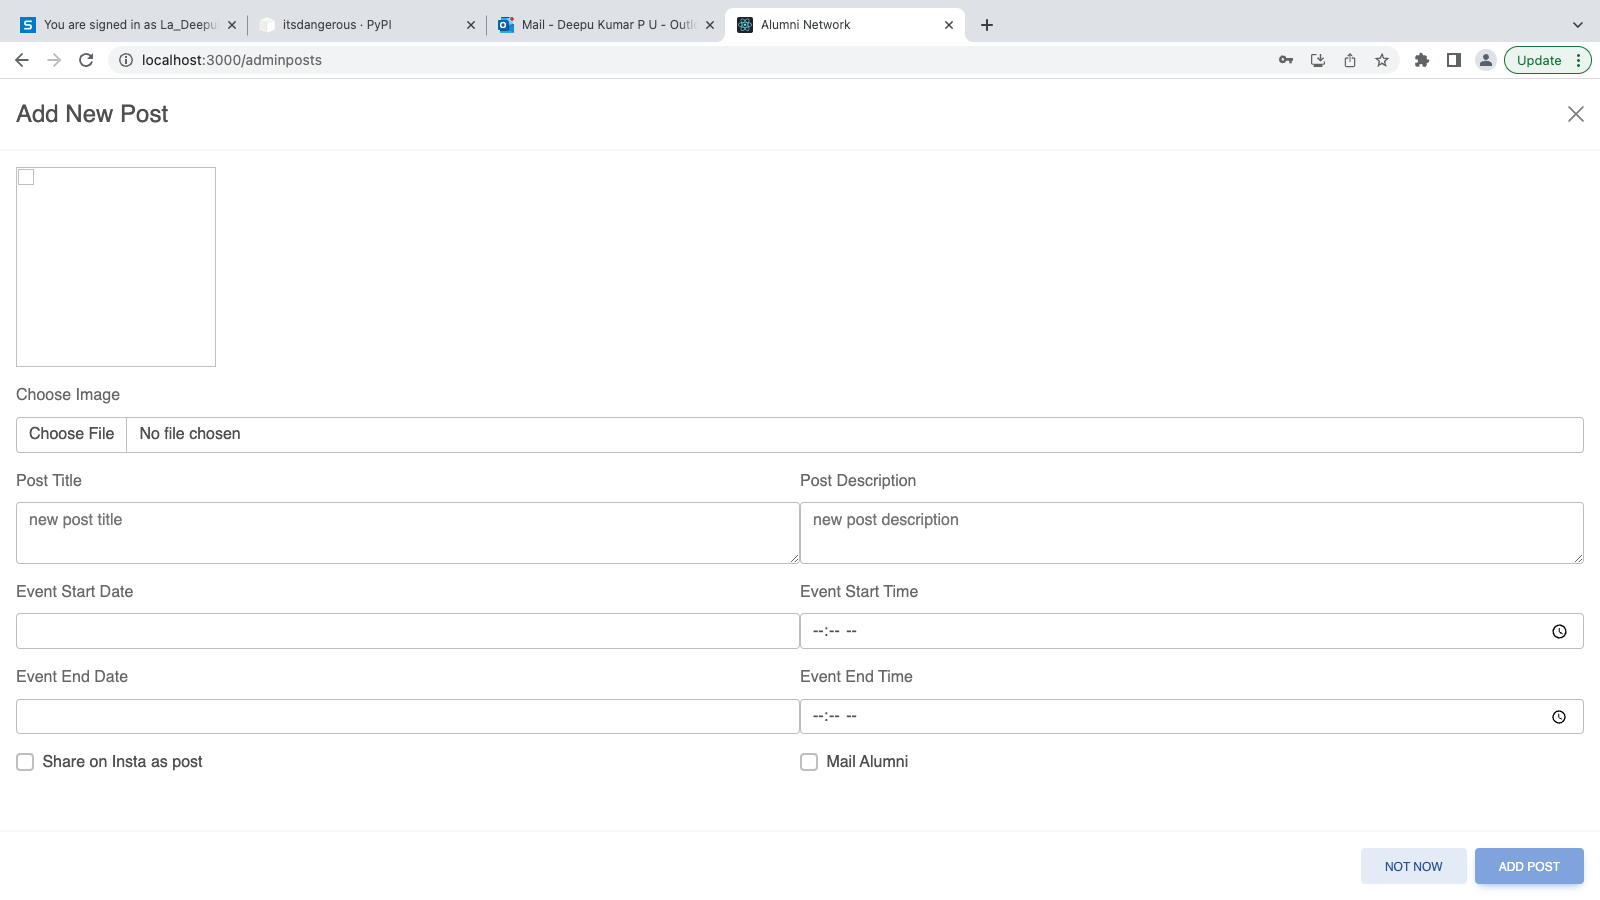 You are signed in as La_Deepu
itsdangerous · PyPI
Mail - Deepu Kumar P U - Outlo
Alumni Network
localhost:3000/adminposts
Update
Add New Post
Choose Image
Choose File No file chosen
Post Title Post Description
new post title new post description
Event Start Date Event Start Time
--:-- --
Event End Date Event End Time
--:-- --
Share on Insta as post Mail Alumni
NOT NOW ADD POST